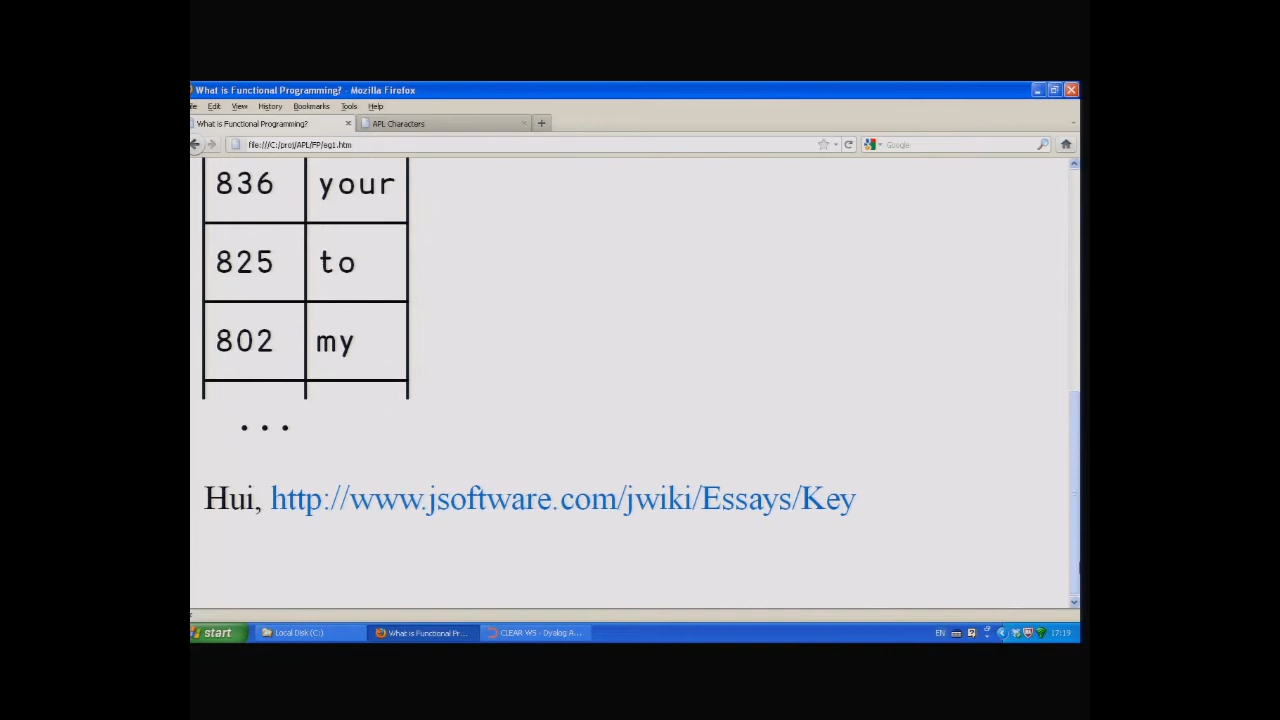 What is Functional Programming? - Mozilla Firefox
Edit View History Bookmarks Tools Help
What is Functional Programming? APL Characters
file:///C:/proj/APL/FP/eg1.htm Google
836 your
825 to
802 my
...
Hui, http://www.jsoftware.com/jwiki/Essays/Key
start Local Disk (C:) What is Functional Pr... CLEAR WS - Dyalog A... EN 17:19